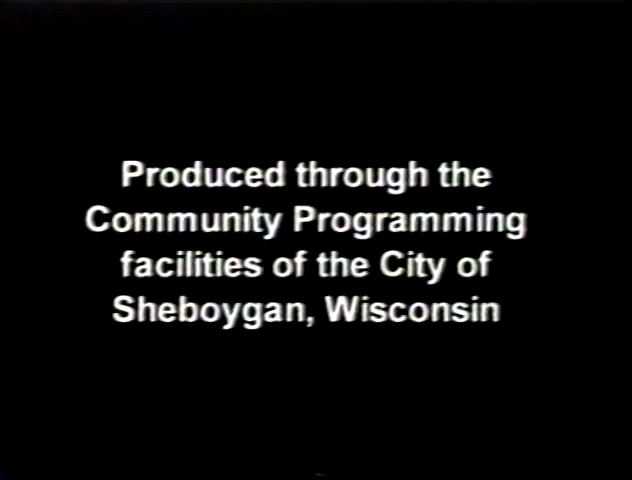 Produced through the
Community Programming
facilities of the City of
Sheboygan, Wisconsin